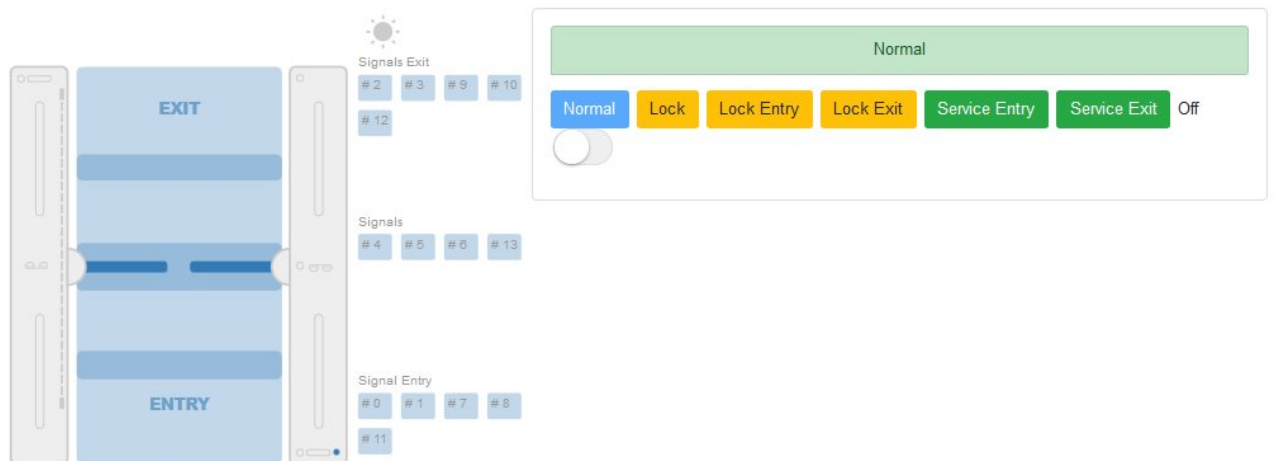 Signals Exit
# 2 # 3 # 9 # 10
# 12
EXIT
Normal
Normal Lock Lock Entry Lock Exit Service Entry Service Exit Off
Signals
# 4 # 5 # 6 # 13
Signal Entry
# 0 # 1 # 7 # 8
# 11
ENTRY